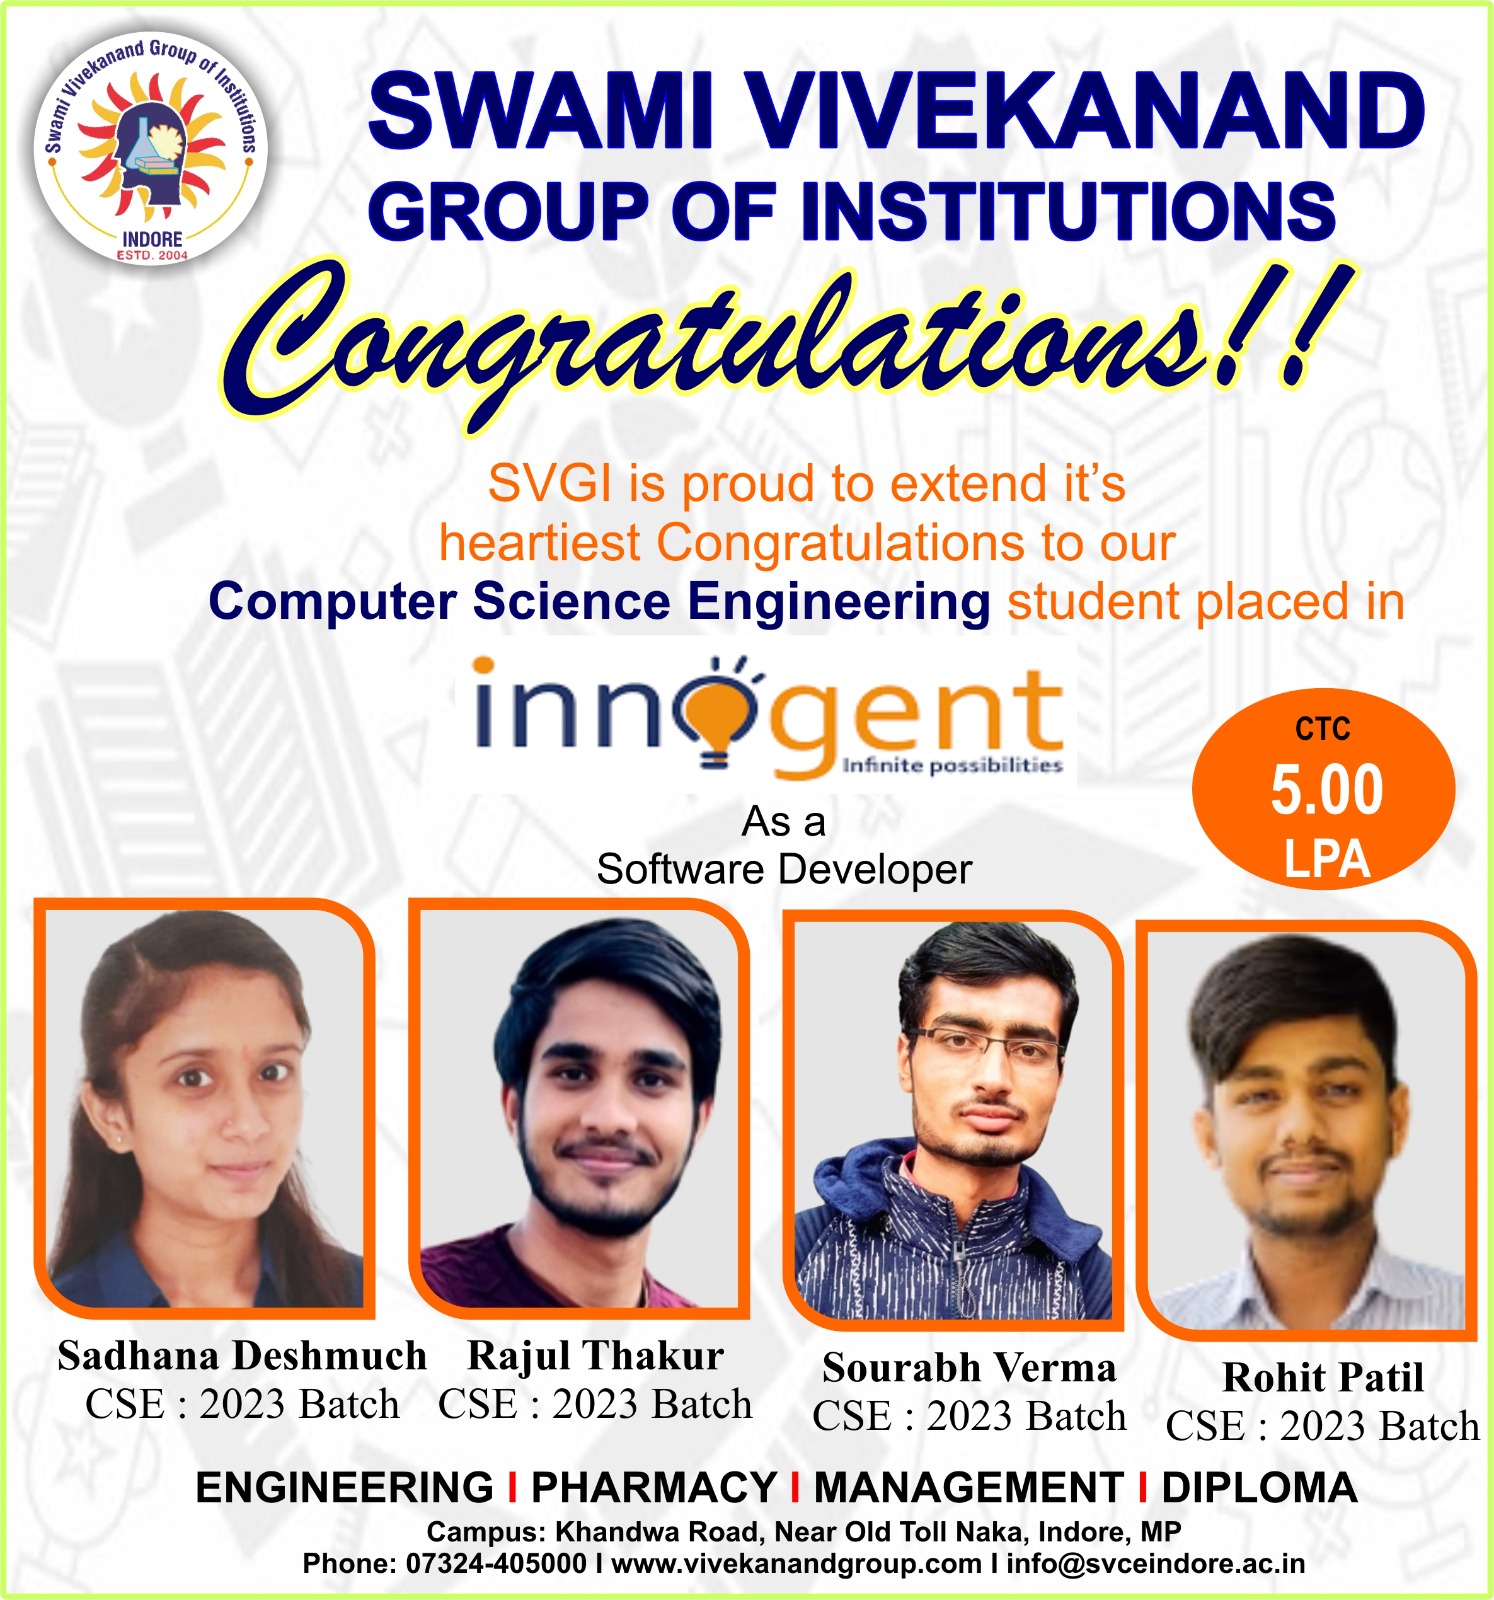 Swami Vivekanand Group of Institutions
INDORE
ESTD. 2004
SWAMI VIVEKANAND
GROUP OF INSTITUTIONS
Congratulations!!
SVGI is proud to extend it’s
heartiest Congratulations to our
Computer Science Engineering student placed in
innogent
Infinite possibilities
CTC
5.00
LPA
As a
Software Developer
Sadhana Deshmuch
CSE : 2023 Batch
Rajul Thakur
CSE : 2023 Batch
Sourabh Verma
CSE : 2023 Batch
Rohit Patil
CSE : 2023 Batch
ENGINEERING I PHARMACY I MANAGEMENT I DIPLOMA
Campus: Khandwa Road, Near Old Toll Naka, Indore, MP
Phone: 07324-405000 I www.vivekanandgroup.com I info@svceindore.ac.in